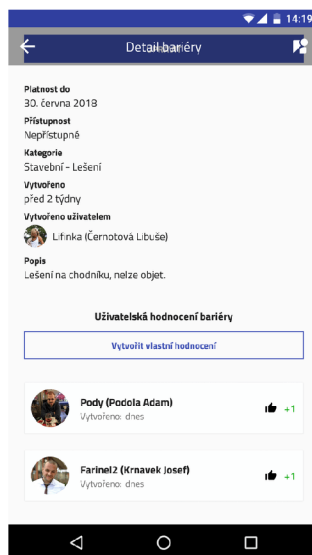 14:19
Detail bariéry
Platnost do
30. června 2018
Přístupnost
Nepřístupné
Kategorie
Stavební - Lešení
Vytvořeno
před 2 týdny
Vytvořeno uživatelem
Lifinka (Černotová Libuše)
Popis
Lešení na chodníku, nelze objet.
Uživatelská hodnocení bariéry
Vytvořit vlastní hodnocení
Pody (Podola Adam)
+1
Vytvořeno: dnes
Farinel2 (Krnavek Josef)
+1
Vytvořeno: dnes